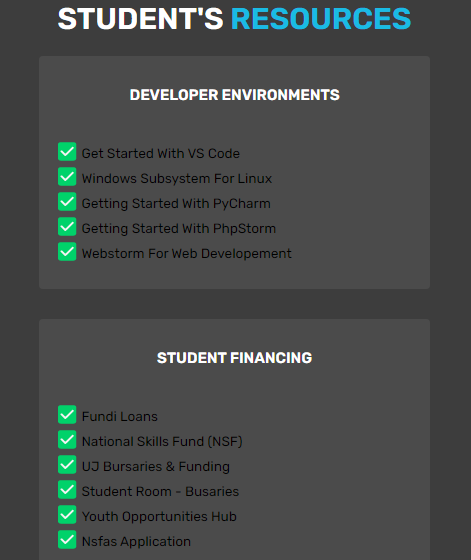 STUDENT'S RESOURCES
DEVELOPER ENVIRONMENTS
Get Started With VS Code
Windows Subsystem For Linux
Getting Started With PyCharm
Getting Started With PhpStorm
Webstorm For Web Developement
STUDENT FINANCING
Fundi Loans
National Skills Fund (NSF)
UJ Bursaries & Funding
Student Room - Busaries
Youth Opportunities Hub
Nsfas Application